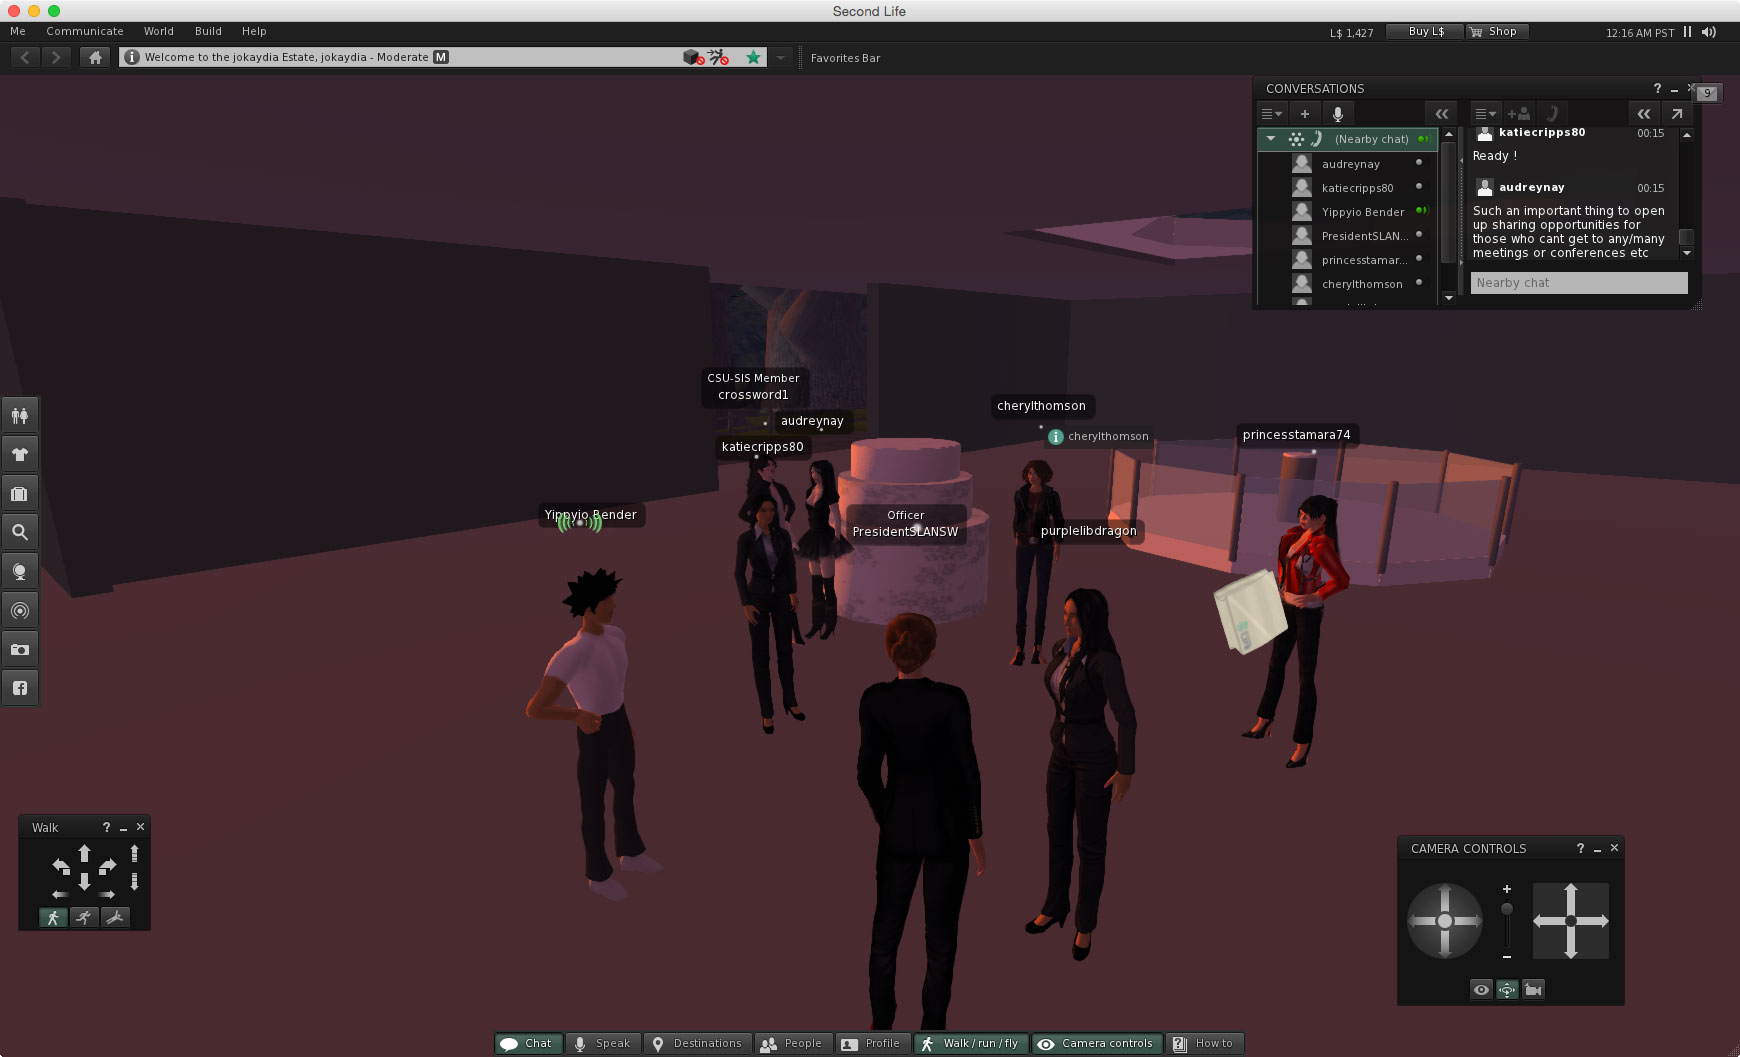 Second Life
Me Communicate World Build Help
L$ 1,427 Buy L$ Shop 12:16 AM PST
Welcome to the jokaydia Estate, jokaydia - Moderate M
Favorites Bar
CONVERSATIONS ?
9
(Nearby chat)
audreynay
katiecripps80
Yippyio Bender
PresidentSLAN...
princesstamar...
cherylthomson
katiecripps80 00:15
Ready !
audreynay 00:15
Such an important thing to open
up sharing opportunities for
those who cant get to any/many
meetings or conferences etc
Nearby chat
CSU-SIS Member
crossword1
audreynay
katiecripps80
cherylthomson
cherylthomson
princesstamara74
Yippyio Bender
Officer
PresidentSLANSW
purplelibdragon
Walk ?
CAMERA CONTROLS ?
Chat Speak Destinations People Profile Walk / run / fly Camera controls How to